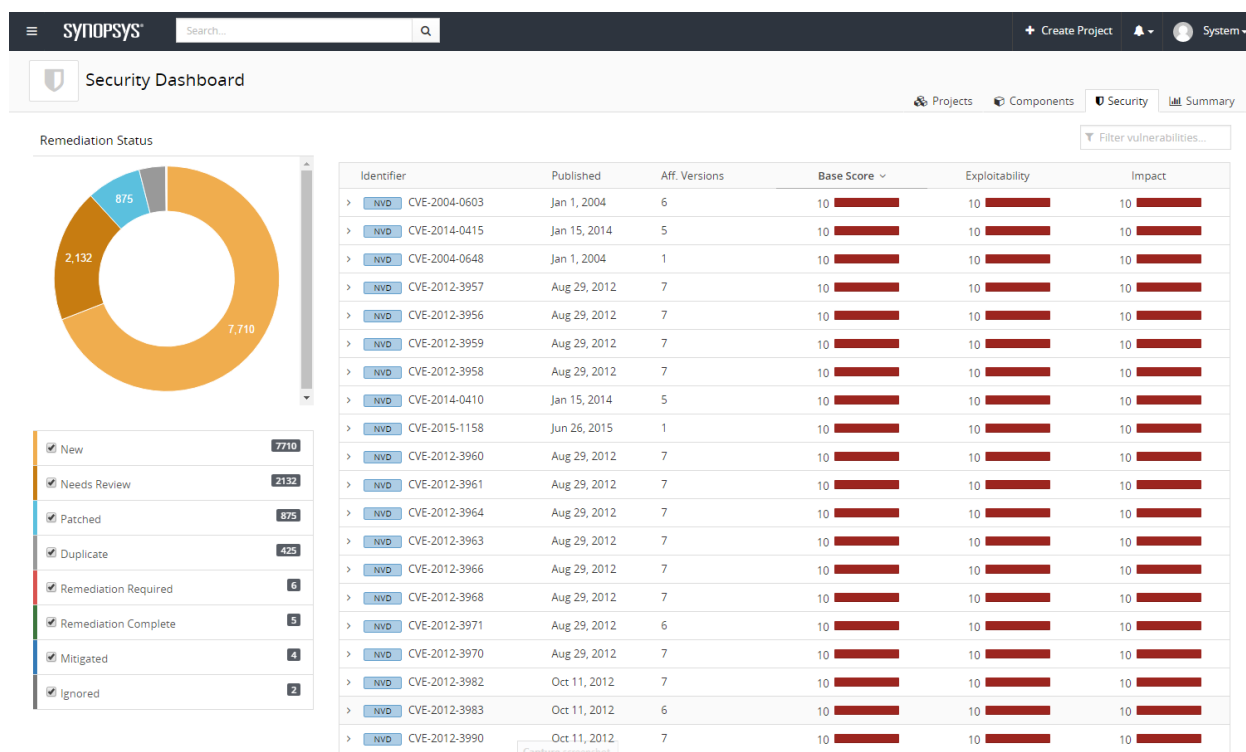 SYNOPSYS®
Search...
Create Project
System
Security Dashboard
Projects
Components
Security
Summary
Remediation Status
Filter vulnerabilities...
875
2,132
7,710
New 7710
Needs Review 2132
Patched 875
Duplicate 425
Remediation Required 6
Remediation Complete 5
Mitigated 4
Ignored 2
Identifier Published Aff. Versions Base Score Exploitability Impact
NVD CVE-2004-0603 Jan 1, 2004 6 10 10 10
NVD CVE-2014-0415 Jan 15, 2014 5 10 10 10
NVD CVE-2004-0648 Jan 1, 2004 1 10 10 10
NVD CVE-2012-3957 Aug 29, 2012 7 10 10 10
NVD CVE-2012-3956 Aug 29, 2012 7 10 10 10
NVD CVE-2012-3959 Aug 29, 2012 7 10 10 10
NVD CVE-2012-3958 Aug 29, 2012 7 10 10 10
NVD CVE-2014-0410 Jan 15, 2014 5 10 10 10
NVD CVE-2015-1158 Jun 26, 2015 1 10 10 10
NVD CVE-2012-3960 Aug 29, 2012 7 10 10 10
NVD CVE-2012-3961 Aug 29, 2012 7 10 10 10
NVD CVE-2012-3964 Aug 29, 2012 7 10 10 10
NVD CVE-2012-3963 Aug 29, 2012 7 10 10 10
NVD CVE-2012-3966 Aug 29, 2012 7 10 10 10
NVD CVE-2012-3968 Aug 29, 2012 7 10 10 10
NVD CVE-2012-3971 Aug 29, 2012 6 10 10 10
NVD CVE-2012-3970 Aug 29, 2012 7 10 10 10
NVD CVE-2012-3982 Oct 11, 2012 7 10 10 10
NVD CVE-2012-3983 Oct 11, 2012 6 10 10 10
NVD CVE-2012-3990 Oct 11, 2012 7 10 10 10